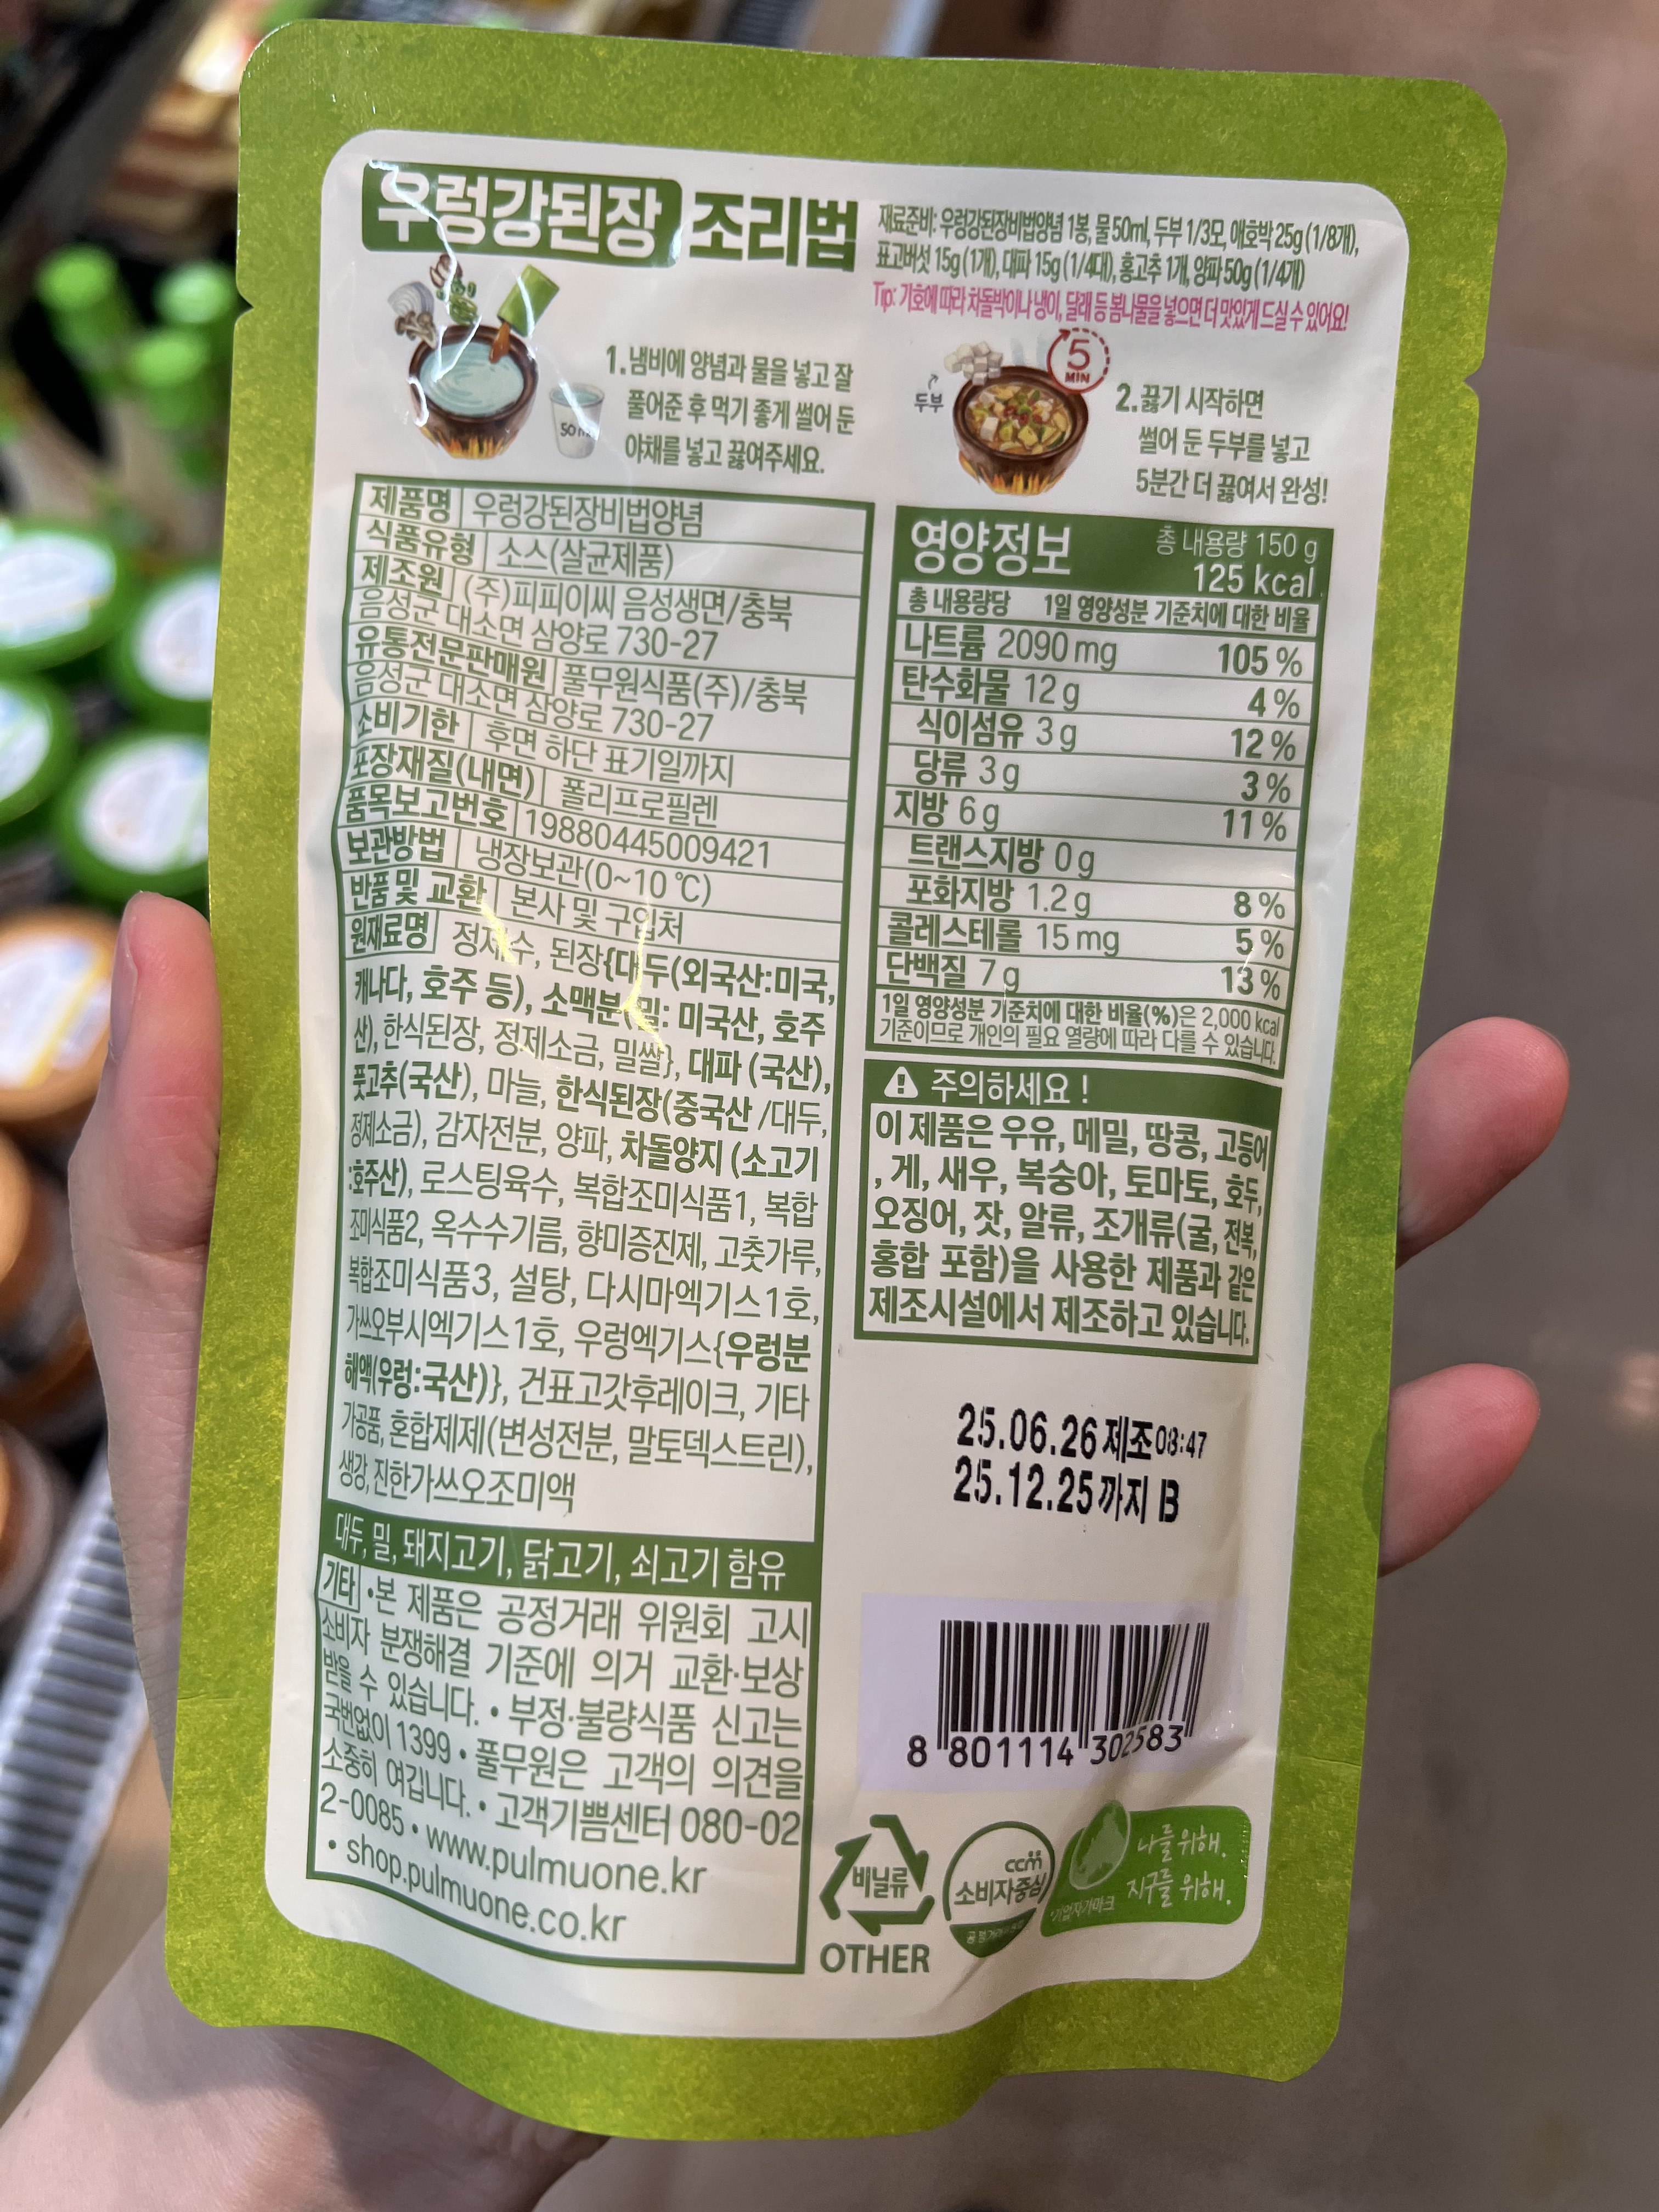 우렁강된장 조리법
재료준비: 우렁강된장비법양념 1봉, 물 50ml, 두부 1/3모, 애호박 25g (1/8개),
표고버섯 15g (1개), 대파 15g (1/4대), 홍고추 1개, 양파 50g (1/4개)
Tip: 기호에 따라 차돌박이나 냉이, 달래 등 봄나물을 넣으면 더 맛있게 드실 수 있어요!
1. 냄비에 양념과 물을 넣고 잘
풀어준 후 먹기 좋게 썰어 둔
야채를 넣고 끓여주세요.
50
두부
5
MIN
2. 끓기 시작하면
썰어 둔 두부를 넣고
5분간 더 끓여서 완성!
제품명 우렁강된장비법양념
식품유형 소스(살균제품)
제조원 (주)피피이씨 음성생면/충북
음성군 대소면 삼양로 730-27
유통전문판매원 풀무원식품(주)/충북
음성군 대소면 삼양로 730-27
소비기한 후면 하단 표기일까지
포장재질(내면) 폴리프로필렌
품목보고번호 19880445009421
보관방법 냉장보관(0~10 ℃)
반품 및 교환 본사 및 구입처
원재료명 정제수, 된장{대두(외국산:미국,
캐나다, 호주 등), 소맥분(밀: 미국산, 호주
산), 한식된장, 정제소금, 밀쌀}, 대파 (국산),
풋고추(국산), 마늘, 한식된장(중국산 /대두,
정제소금), 감자전분, 양파, 차돌양지 (소고기
:호주산), 로스팅육수, 복합조미식품1, 복합
조미식품2, 옥수수기름, 향미증진제, 고춧가루,
복합조미식품3, 설탕, 다시마엑기스1호,
가쓰오부시엑기스1호, 우렁엑기스{우렁분
해액(우렁:국산)}, 건표고갓후레이크, 기타
가공품, 혼합제제(변성전분, 말토덱스트린),
생강, 진한가쓰오조미액
대두, 밀, 돼지고기, 닭고기, 쇠고기 함유
기타 •본 제품은 공정거래 위원회 고시
소비자 분쟁해결 기준에 의거 교환·보상
받을 수 있습니다. • 부정·불량식품 신고는
국번없이 1399 • 풀무원은 고객의 의견을
소중히 여깁니다. • 고객기쁨센터 080-02
2-0085 • www.pulmuone.kr
• shop.pulmuone.co.kr
영양정보 총 내용량 150 g
125 kcal
총 내용량당 1일 영양성분 기준치에 대한 비율
나트륨 2090 mg 105 %
탄수화물 12 g 4 %
식이섬유 3 g 12 %
당류 3 g 3 %
지방 6 g 11 %
트랜스지방 0 g
포화지방 1.2 g 8 %
콜레스테롤 15 mg 5 %
단백질 7 g 13 %
1일 영양성분 기준치에 대한 비율(%)은 2,000 kcal
기준이므로 개인의 필요 열량에 따라 다를 수 있습니다.
주의하세요 !
이 제품은 우유, 메밀, 땅콩, 고등어
, 게, 새우, 복숭아, 토마토, 호두,
오징어, 잣, 알류, 조개류(굴, 전복,
홍합 포함)을 사용한 제품과 같은
제조시설에서 제조하고 있습니다.
25.06.26 제조 08:47
25.12.25 까지 B
8 801114 302583
비닐류
OTHER
ccm
소비자중심
나를 위해.
지구를 위해.
*기업자가마크